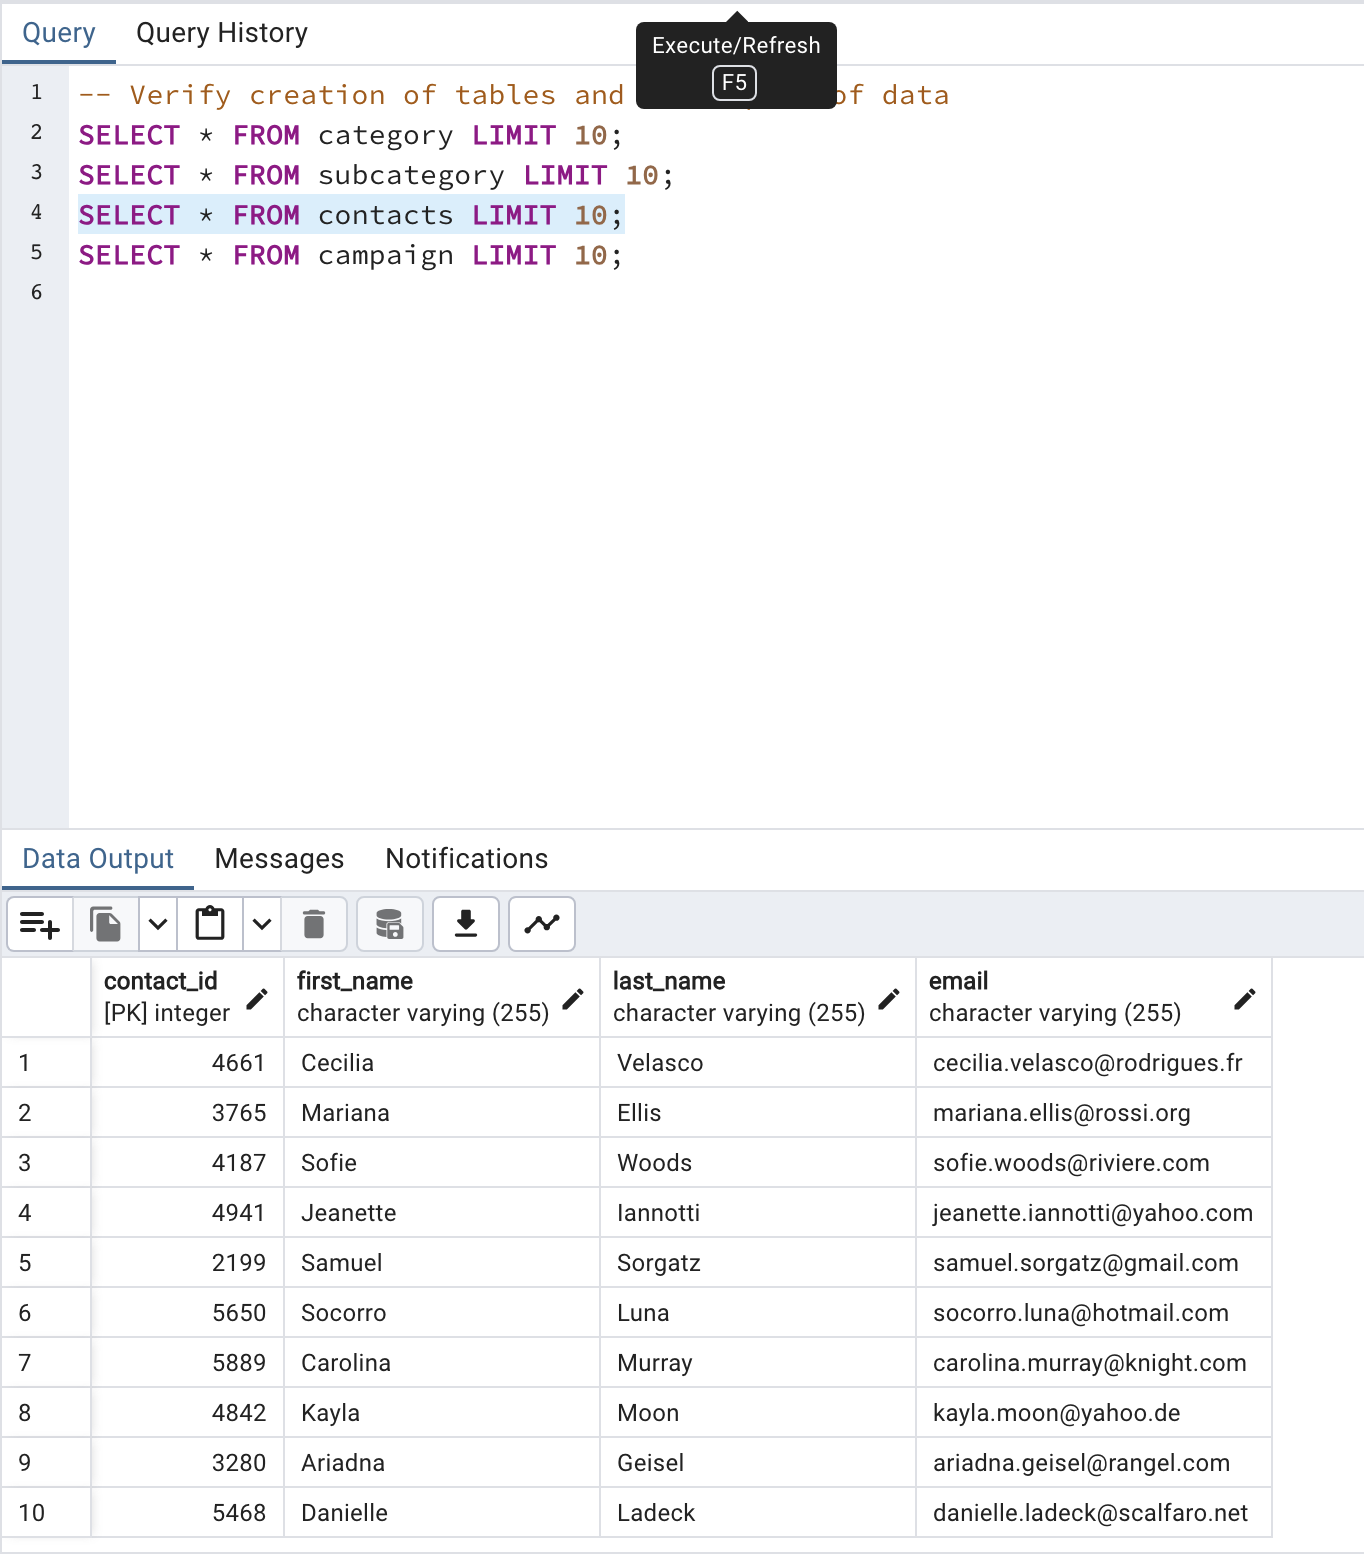 Query Query History
Execute/Refresh
F5
1 -- Verify creation of tables and of data
2 SELECT * FROM category LIMIT 10;
3 SELECT * FROM subcategory LIMIT 10;
4 SELECT * FROM contacts LIMIT 10;
5 SELECT * FROM campaign LIMIT 10;
6
Data Output Messages Notifications
contact_id first_name last_name email
[PK] integer character varying (255) character varying (255) character varying (255)
1 4661 Cecilia Velasco cecilia.velasco@rodrigues.fr
2 3765 Mariana Ellis mariana.ellis@rossi.org
3 4187 Sofie Woods sofie.woods@riviere.com
4 4941 Jeanette Iannotti jeanette.iannotti@yahoo.com
5 2199 Samuel Sorgatz samuel.sorgatz@gmail.com
6 5650 Socorro Luna socorro.luna@hotmail.com
7 5889 Carolina Murray carolina.murray@knight.com
8 4842 Kayla Moon kayla.moon@yahoo.de
9 3280 Ariadna Geisel ariadna.geisel@rangel.com
10 5468 Danielle Ladeck danielle.ladeck@scalfaro.net